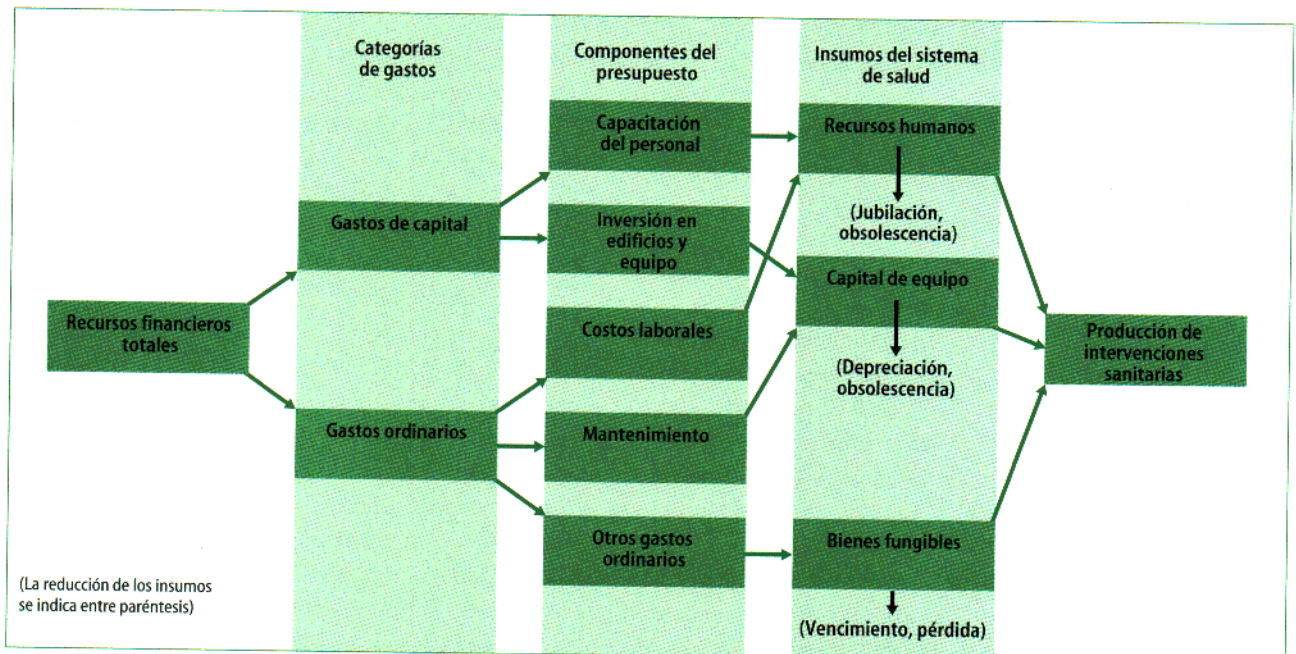 Categorías
de gastos
Componentes del
presupuesto
Insumos del sistema
de salud
Capacitación
del personal
Recursos humanos
(Jubilación,
obsolescencia)
Gastos de capital
Inversión en
edificios y
equipo
Capital de equipo
Recursos financieros
totales
Costos laborales
Producción de
intervenciones
sanitarias
(Depreciación,
obsolescencia)
Gastos ordinarios
Mantenimiento
Otros gastos
ordinarios
Bienes fungibles
(La reducción de los insumos
se indica entre paréntesis)
(Vencimiento, pérdida)